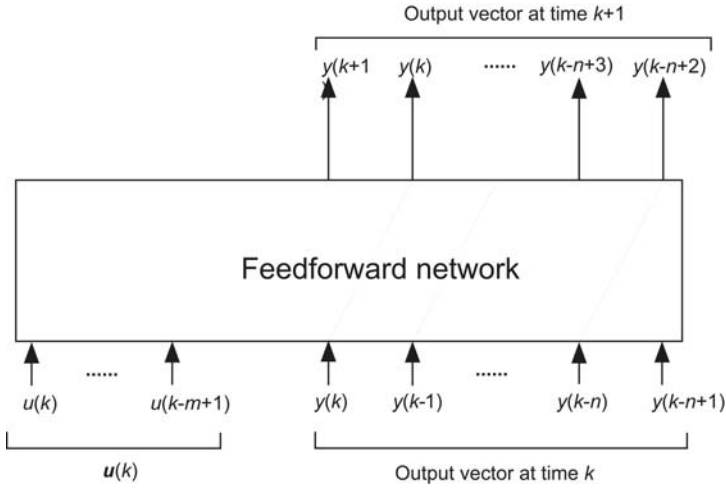 Output vector at time k+1
y(k+1) y(k) ...... y(k-n+3) y(k-n+2)
Feedforward network
...... ......
u(k) u(k-m+1) y(k) y(k-1) y(k-n) y(k-n+1)
u(k) Output vector at time k